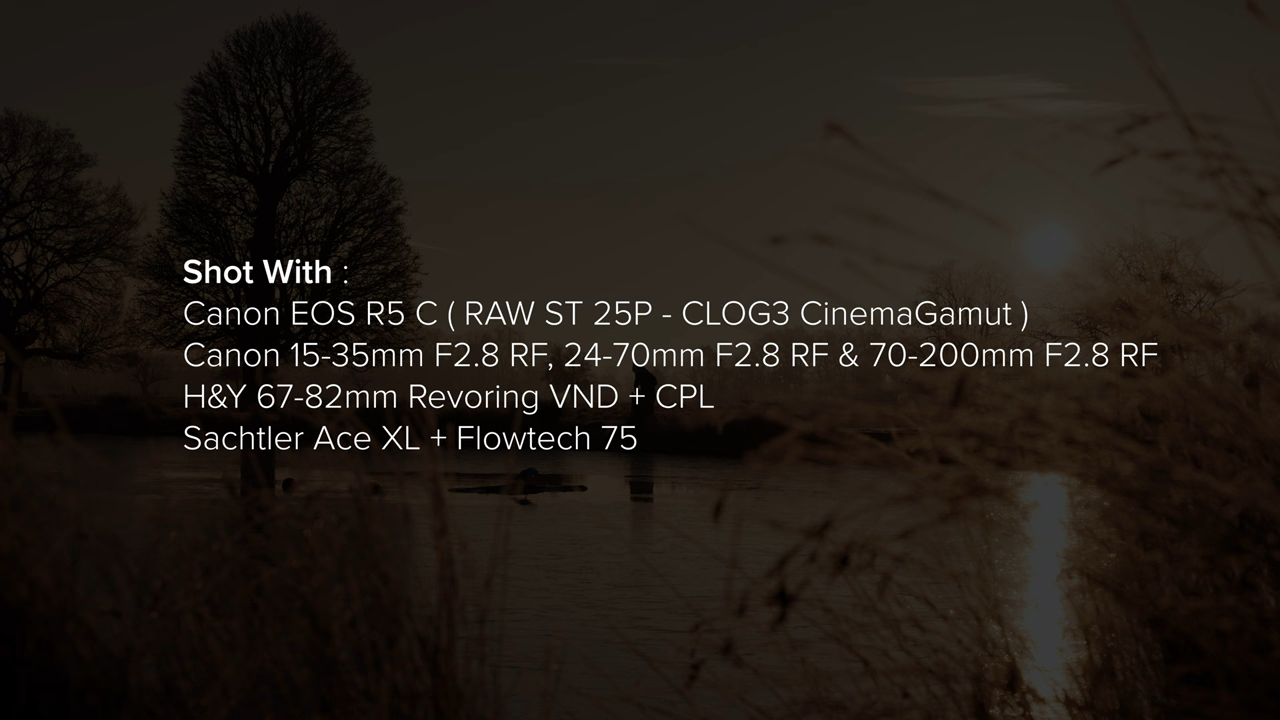 Shot With :
Canon EOS R5 C ( RAW ST 25P - CLOG3 CinemaGamut )
Canon 15-35mm F2.8 RF, 24-70mm F2.8 RF & 70-200mm F2.8 RF
H&Y 67-82mm Revoring VND + CPL
Sachtler Ace XL + Flowtech 75